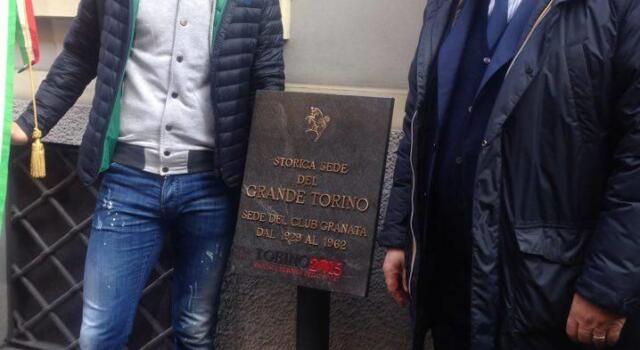 STORICA SEDE
DEL
GRANDE TORINO
SEDE DEL CLUB GRANATA
DAL 1929 AL 1962
TORINO2015